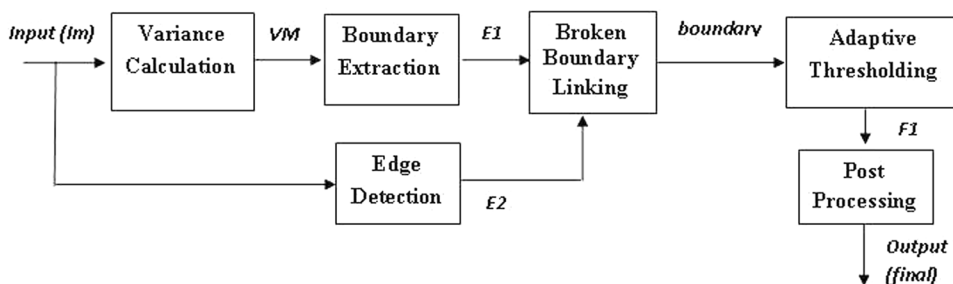 Input (Im)
Variance
Calculation
VM
Boundary
Extraction
E1
Broken
Boundary
Linking
boundary
Adaptive
Thresholding
F1
Edge
Detection
E2
Post
Processing
Output
(final)